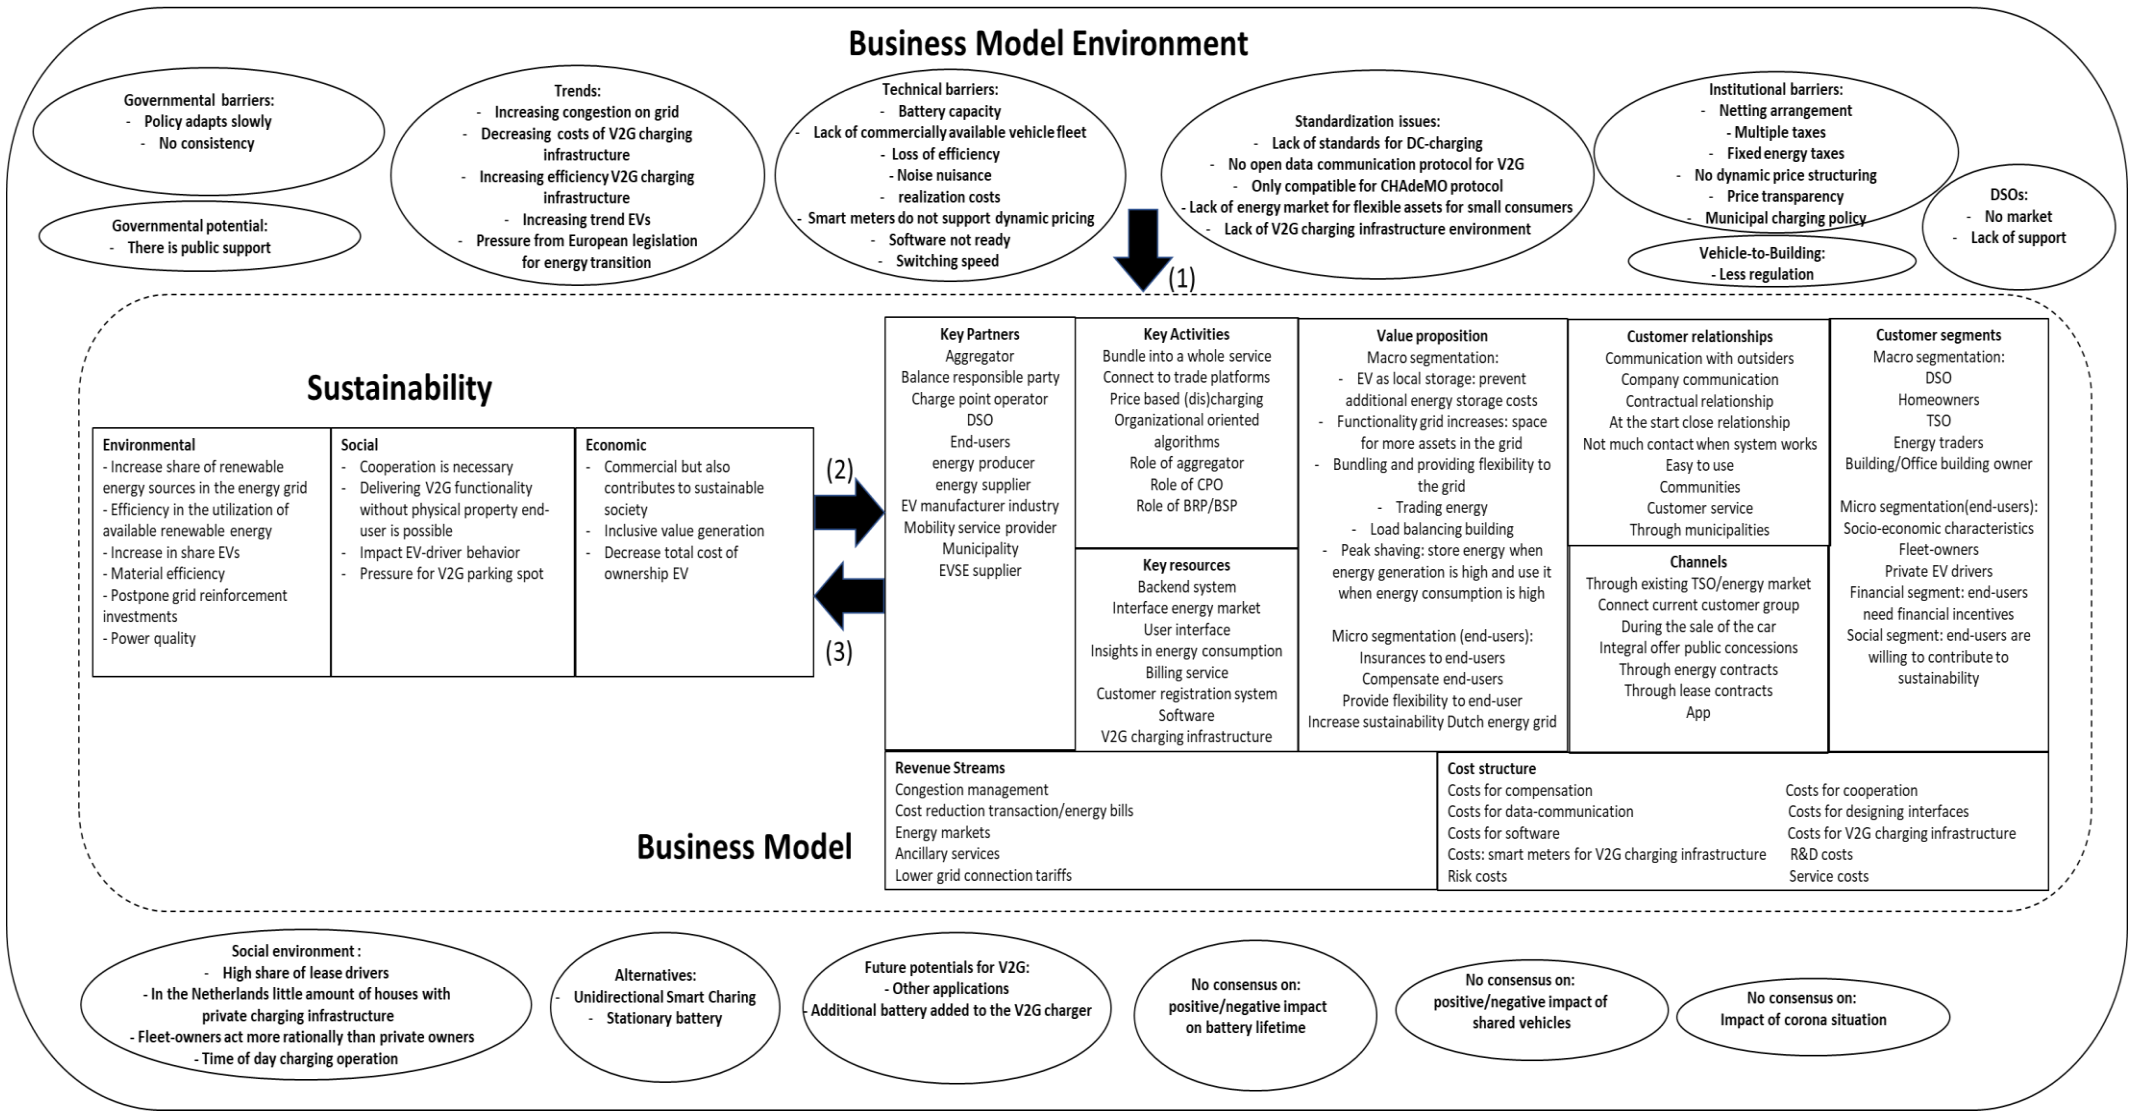 Business Model Environment
Governmental barriers:
- Policy adapts slowly
- No consistency
Governmental potential:
- There is public support
Trends:
- Increasing congestion on grid
- Decreasing costs of V2G charging
infrastructure
- Increasing efficiency V2G charging
infrastructure
- Increasing trend EVs
- Pressure from European legislation
for energy transition
Technical barriers:
- Battery capacity
- Lack of commercially available vehicle fleet
- Loss of efficiency
- Noise nuisance
- realization costs
- Smart meters do not support dynamic pricing
- Software not ready
- Switching speed
Standardization issues:
- Lack of standards for DC-charging
- No open data communication protocol for V2G
- Only compatible for CHAdeMO protocol
- Lack of energy market for flexible assets for small consumers
- Lack of V2G charging infrastructure environment
Institutional barriers:
- Netting arrangement
- Multiple taxes
- Fixed energy taxes
- No dynamic price structuring
- Price transparency
- Municipal charging policy
Vehicle-to-Building:
- Less regulation
DSOs:
- No market
- Lack of support
(1)
Sustainability
Environmental
- Increase share of renewable
energy sources in the energy grid
- Efficiency in the utilization of
available renewable energy
- Increase in share EVs
- Material efficiency
- Postpone grid reinforcement
investments
- Power quality
Social
- Cooperation is necessary
- Delivering V2G functionality
without physical property end-
user is possible
- Impact EV-driver behavior
- Pressure for V2G parking spot
Economic
- Commercial but also
contributes to sustainable
society
- Inclusive value generation
- Decrease total cost of
ownership EV
(2)
(3)
Key Partners
Aggregator
Balance responsible party
Charge point operator
DSO
End-users
energy producer
energy supplier
EV manufacturer industry
Mobility service provider
Municipality
EVSE supplier
Key Activities
Bundle into a whole service
Connect to trade platforms
Price based (dis)charging
Organizational oriented
algorithms
Role of aggregator
Role of CPO
Role of BRP/BSP
Key resources
Backend system
Interface energy market
User interface
Insights in energy consumption
Billing service
Customer registration system
Software
V2G charging infrastructure
Value proposition
Macro segmentation:
- EV as local storage: prevent
additional energy storage costs
- Functionality grid increases: space
for more assets in the grid
- Bundling and providing flexibility to
the grid
- Trading energy
- Load balancing building
- Peak shaving: store energy when
energy generation is high and use it
when energy consumption is high
Micro segmentation (end-users):
Insurances to end-users
Compensate end-users
Provide flexibility to end-user
Increase sustainability Dutch energy grid
Customer relationships
Communication with outsiders
Company communication
Contractual relationship
At the start close relationship
Not much contact when system works
Easy to use
Communities
Customer service
Through municipalities
Channels
Through existing TSO/energy market
Connect current customer group
During the sale of the car
Integral offer public concessions
Through energy contracts
Through lease contracts
App
Customer segments
Macro segmentation:
DSO
Homeowners
TSO
Energy traders
Building/Office building owner
Micro segmentation(end-users):
Socio-economic characteristics
Fleet-owners
Private EV drivers
Financial segment: end-users
need financial incentives
Social segment: end-users are
willing to contribute to
sustainability
Business Model
Revenue Streams
Congestion management
Cost reduction transaction/energy bills
Energy markets
Ancillary services
Lower grid connection tariffs
Cost structure
Costs for compensation
Costs for data-communication
Costs for software
Costs: smart meters for V2G charging infrastructure
Risk costs
Costs for cooperation
Costs for designing interfaces
Costs for V2G charging infrastructure
R&D costs
Service costs
Social environment :
- High share of lease drivers
- In the Netherlands little amount of houses with
private charging infrastructure
- Fleet-owners act more rationally than private owners
- Time of day charging operation
Alternatives:
- Unidirectional Smart Charing
- Stationary battery
Future potentials for V2G:
- Other applications
- Additional battery added to the V2G charger
No consensus on:
positive/negative impact
on battery lifetime
No consensus on:
positive/negative impact of
shared vehicles
No consensus on:
Impact of corona situation